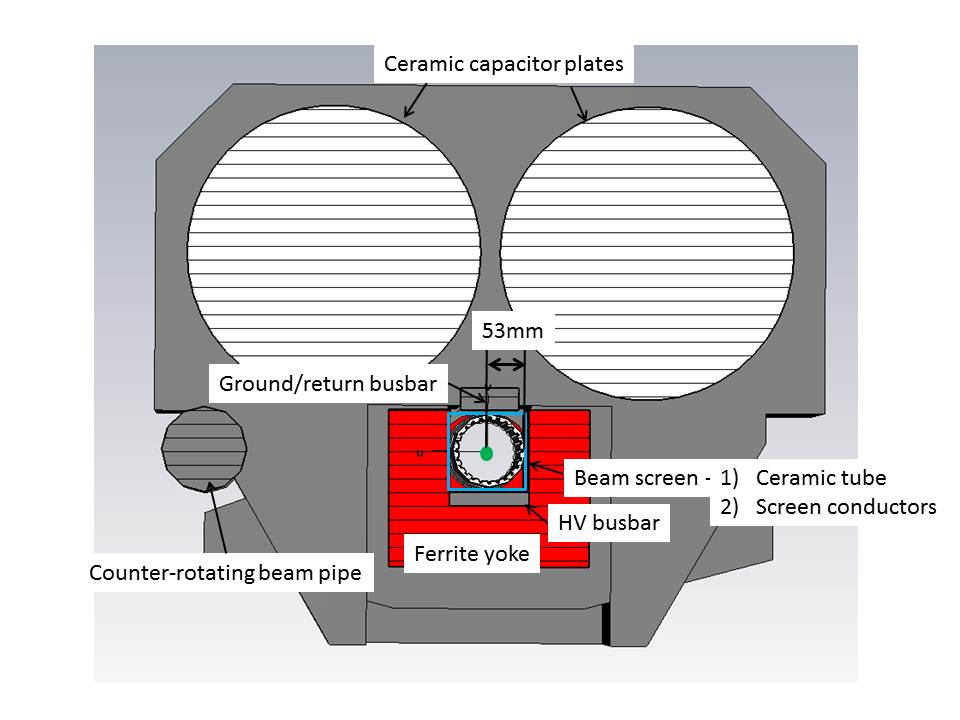 Ceramic capacitor plates
53mm
Ground/return busbar
Beam screen - 1) Ceramic tube
2) Screen conductors
HV busbar
Ferrite yoke
Counter-rotating beam pipe